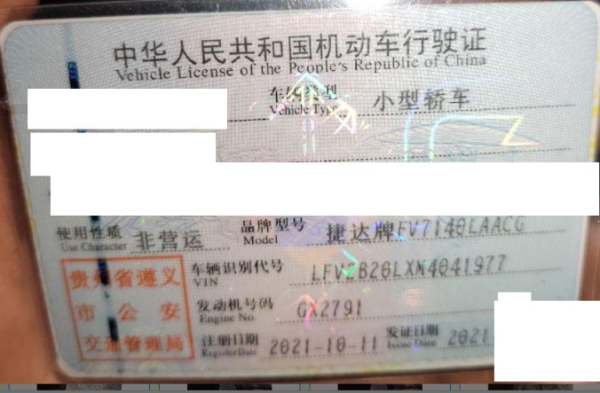 中华人民共和国机动车行驶证
Vehicle License of the People's Republic of China
车辆类型 小型轿车
Vehicle Type
使用性质 非营运 品牌型号 捷达牌FV7140LAACG
Use Character Model
贵州省遵义
市公安
交通管理局
车辆识别代号 LFV2B20LXN4041977
VIN
发动机号码 GX2791
Engine No.
注册日期 2021-10-11 发证日期 2021
Register Date Issue Date